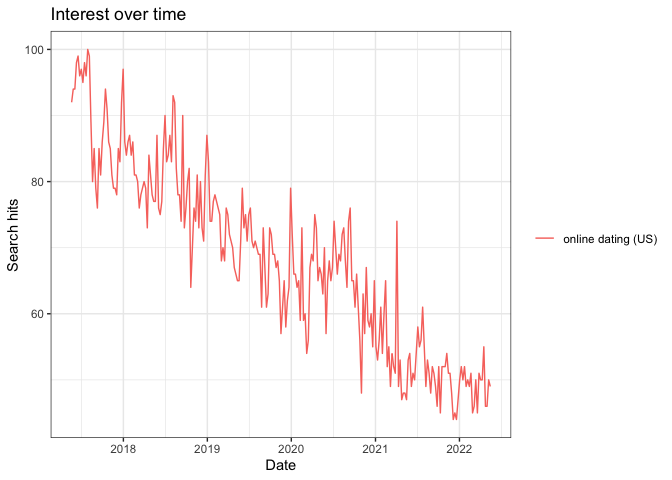 Interest over time
100
80
60
Search hits
2018 2019 2020 2021 2022
Date
online dating (US)